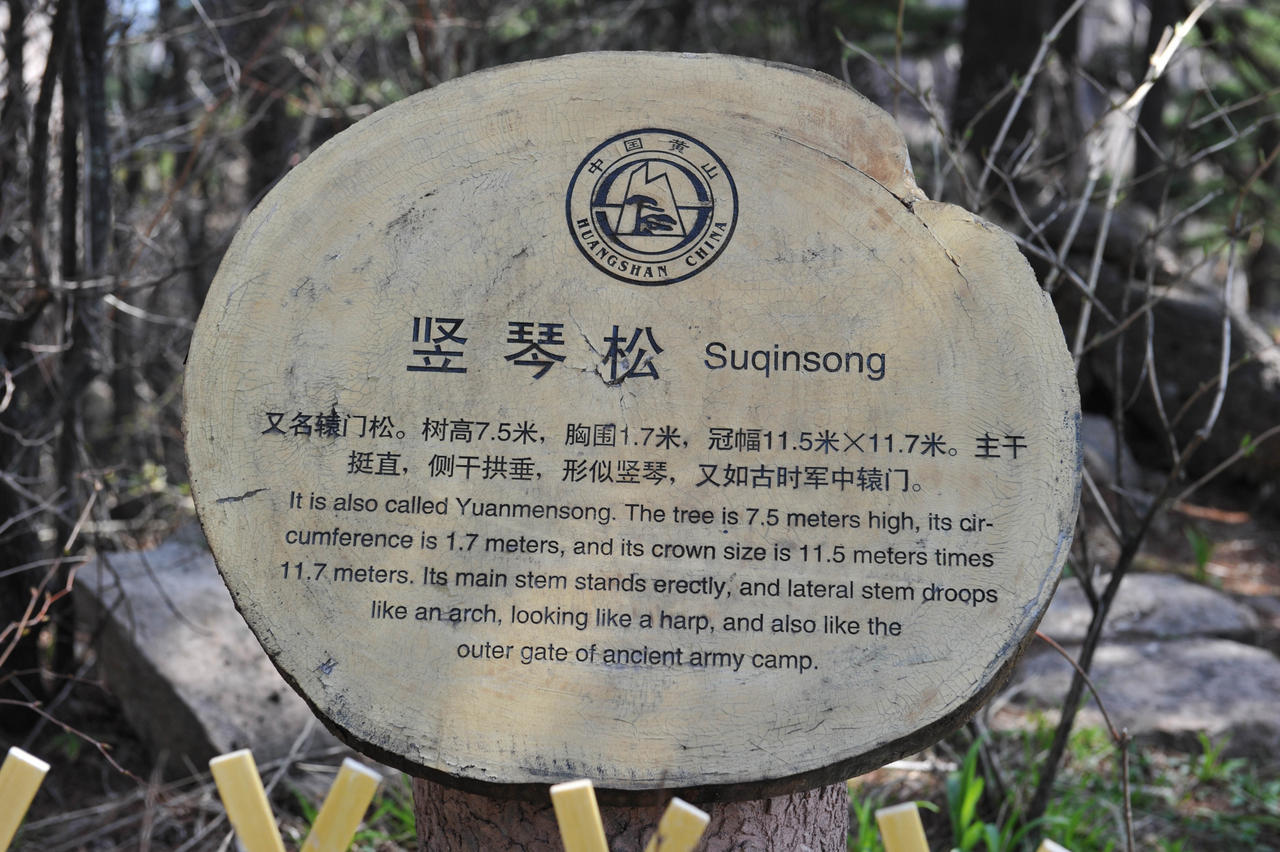 中国黄山
HUANGSHAN CHINA
竖琴松 Suqinsong
又名辕门松。树高7.5米，胸围1.7米，冠幅11.5米×11.7米。主干
挺直，侧干拱垂，形似竖琴，又如古时军中辕门。
It is also called Yuanmensong. The tree is 7.5 meters high, its cir-
cumference is 1.7 meters, and its crown size is 11.5 meters times
11.7 meters. Its main stem stands erectly, and lateral stem droops
like an arch, looking like a harp, and also like the
outer gate of ancient army camp.